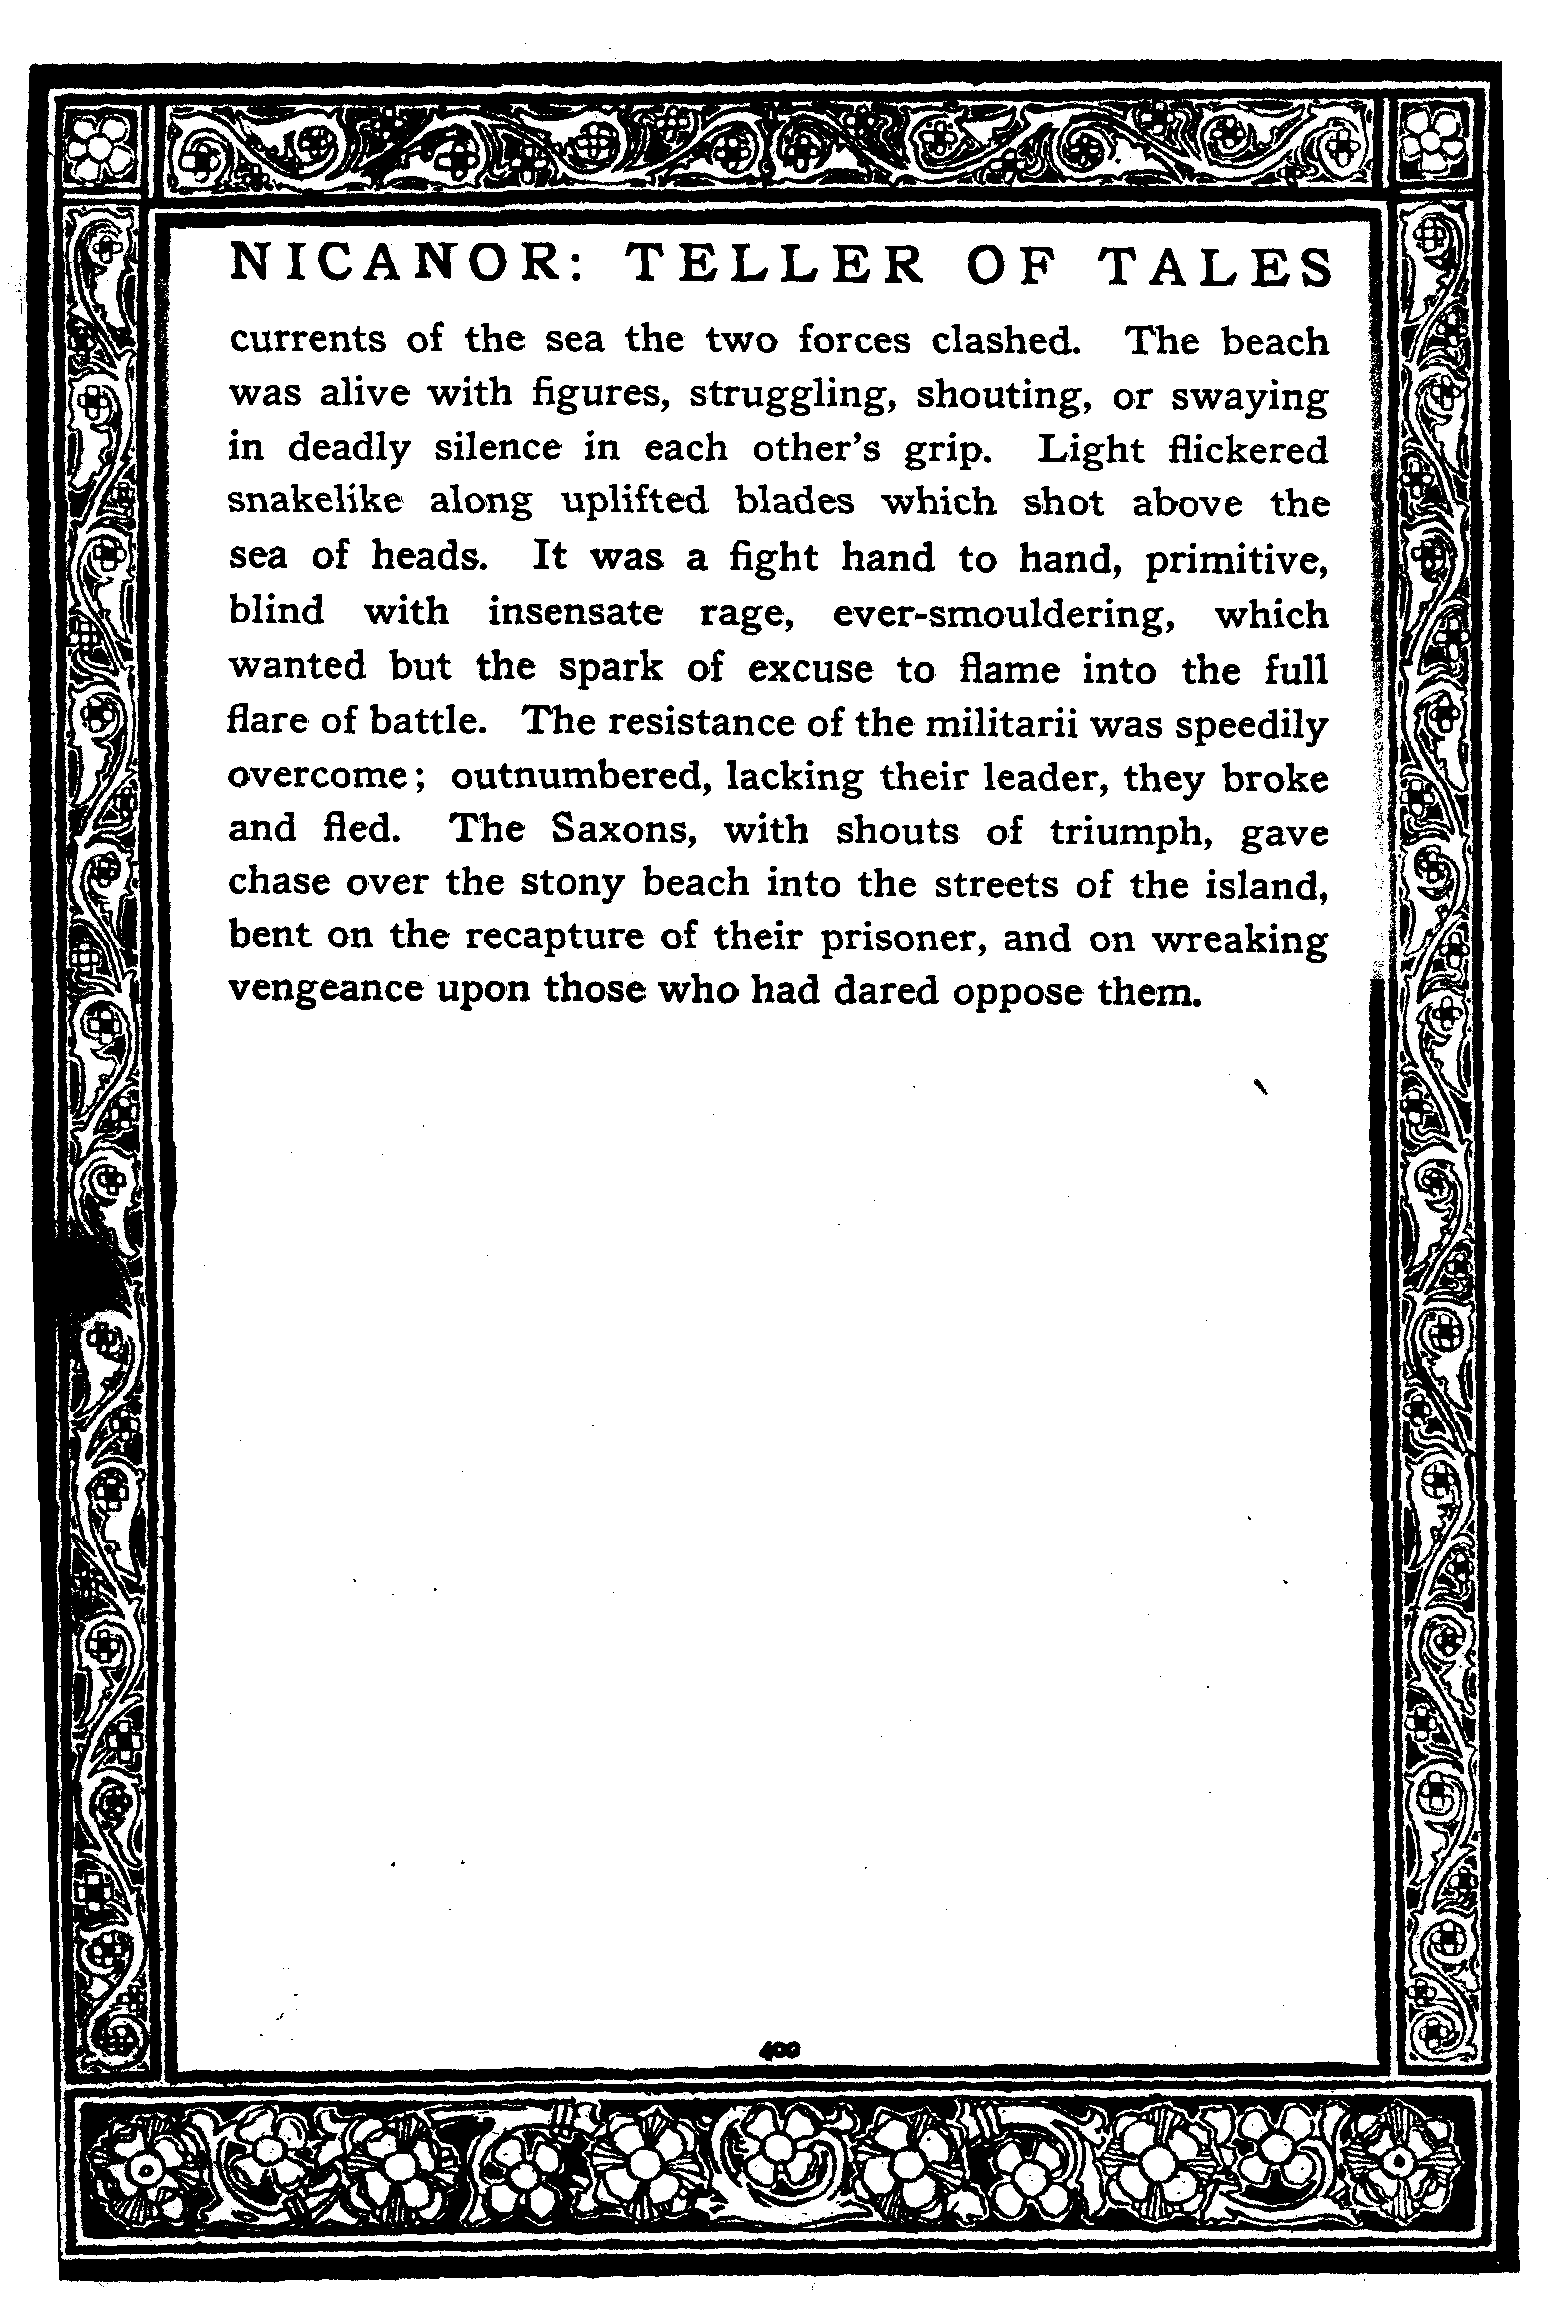 NICANOR: TELLER OF TALES
currents of the sea the two forces clashed. The beach
was alive with figures, struggling, shouting, or swaying
in deadly silence in each other's grip. Light flickered
snakelike along uplifted blades which shot above the
sea of heads. It was a fight hand to hand, primitive,
blind with insensate rage, ever-smouldering, which
wanted but the spark of excuse to flame into the full
flare of battle. The resistance of the militarii was speedily
overcome; outnumbered, lacking their leader, they broke
and fled. The Saxons, with shouts of triumph, gave
chase over the stony beach into the streets of the island,
bent on the recapture of their prisoner, and on wreaking
vengeance upon those who had dared oppose them.
400